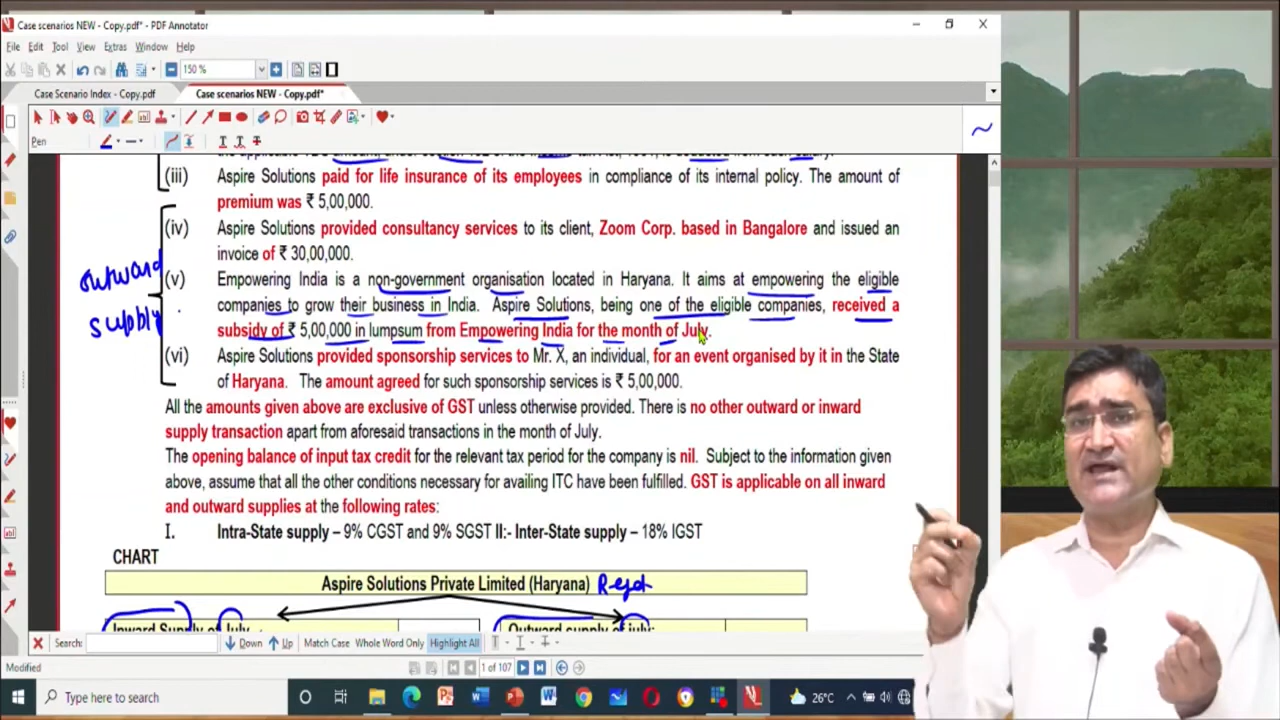 Case scenarios NEW - Copy.pdf* - PDF Annotator
File Edit Tool View Extras Window Help
150 %
Case Scenario Index - Copy.pdf Case scenarios NEW - Copy.pdf*
Pen
(iii) Aspire Solutions paid for life insurance of its employees in compliance of its internal policy. The amount of
premium was ₹ 5,00,000.
(iv) Aspire Solutions provided consultancy services to its client, Zoom Corp. based in Bangalore and issued an
invoice of ₹ 30,00,000.
outward
supply
(v) Empowering India is a non-government organisation located in Haryana. It aims at empowering the eligible
companies to grow their business in India. Aspire Solutions, being one of the eligible companies, received a
subsidy of ₹ 5,00,000 in lumpsum from Empowering India for the month of July.
(vi) Aspire Solutions provided sponsorship services to Mr. X, an individual, for an event organised by it in the State
of Haryana. The amount agreed for such sponsorship services is ₹ 5,00,000.
All the amounts given above are exclusive of GST unless otherwise provided. There is no other outward or inward
supply transaction apart from aforesaid transactions in the month of July.
The opening balance of input tax credit for the relevant tax period for the company is nil. Subject to the information given
above, assume that all the other conditions necessary for availing ITC have been fulfilled. GST is applicable on all inward
and outward supplies at the following rates:
I. Intra-State supply – 9% CGST and 9% SGST II:- Inter-State supply – 18% IGST
CHART
Aspire Solutions Private Limited (Haryana) Regd
Inward Supply of July Outward supply of july:
Search: Down Up Match Case Whole Word Only Highlight All
Modified 1 of 107
Type here to search 26°C